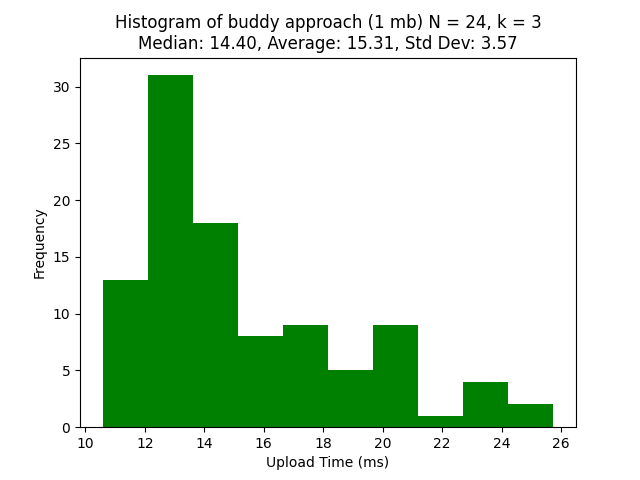 Histogram of buddy approach (1 mb) N = 24, k = 3
Median: 14.40, Average: 15.31, Std Dev: 3.57
30
25
20
15
10
5
0
Frequency
10 12 14 16 18 20 22 24 26
Upload Time (ms)